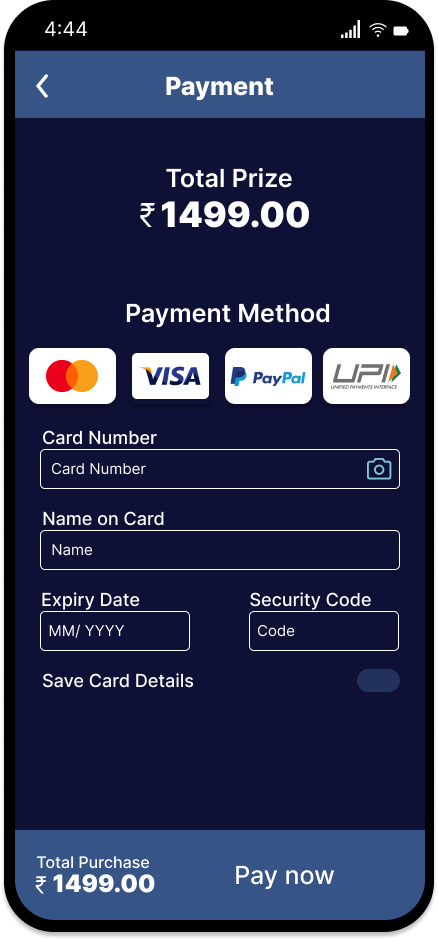 4:44
Payment
Total Prize
₹ 1499.00
Payment Method
VISA PayPal UPI
UNIFIED PAYMENTS INTERFACE
Card Number
Card Number
Name on Card
Name
Expiry Date Security Code
MM/ YYYY Code
Save Card Details
Total Purchase
₹ 1499.00 Pay now